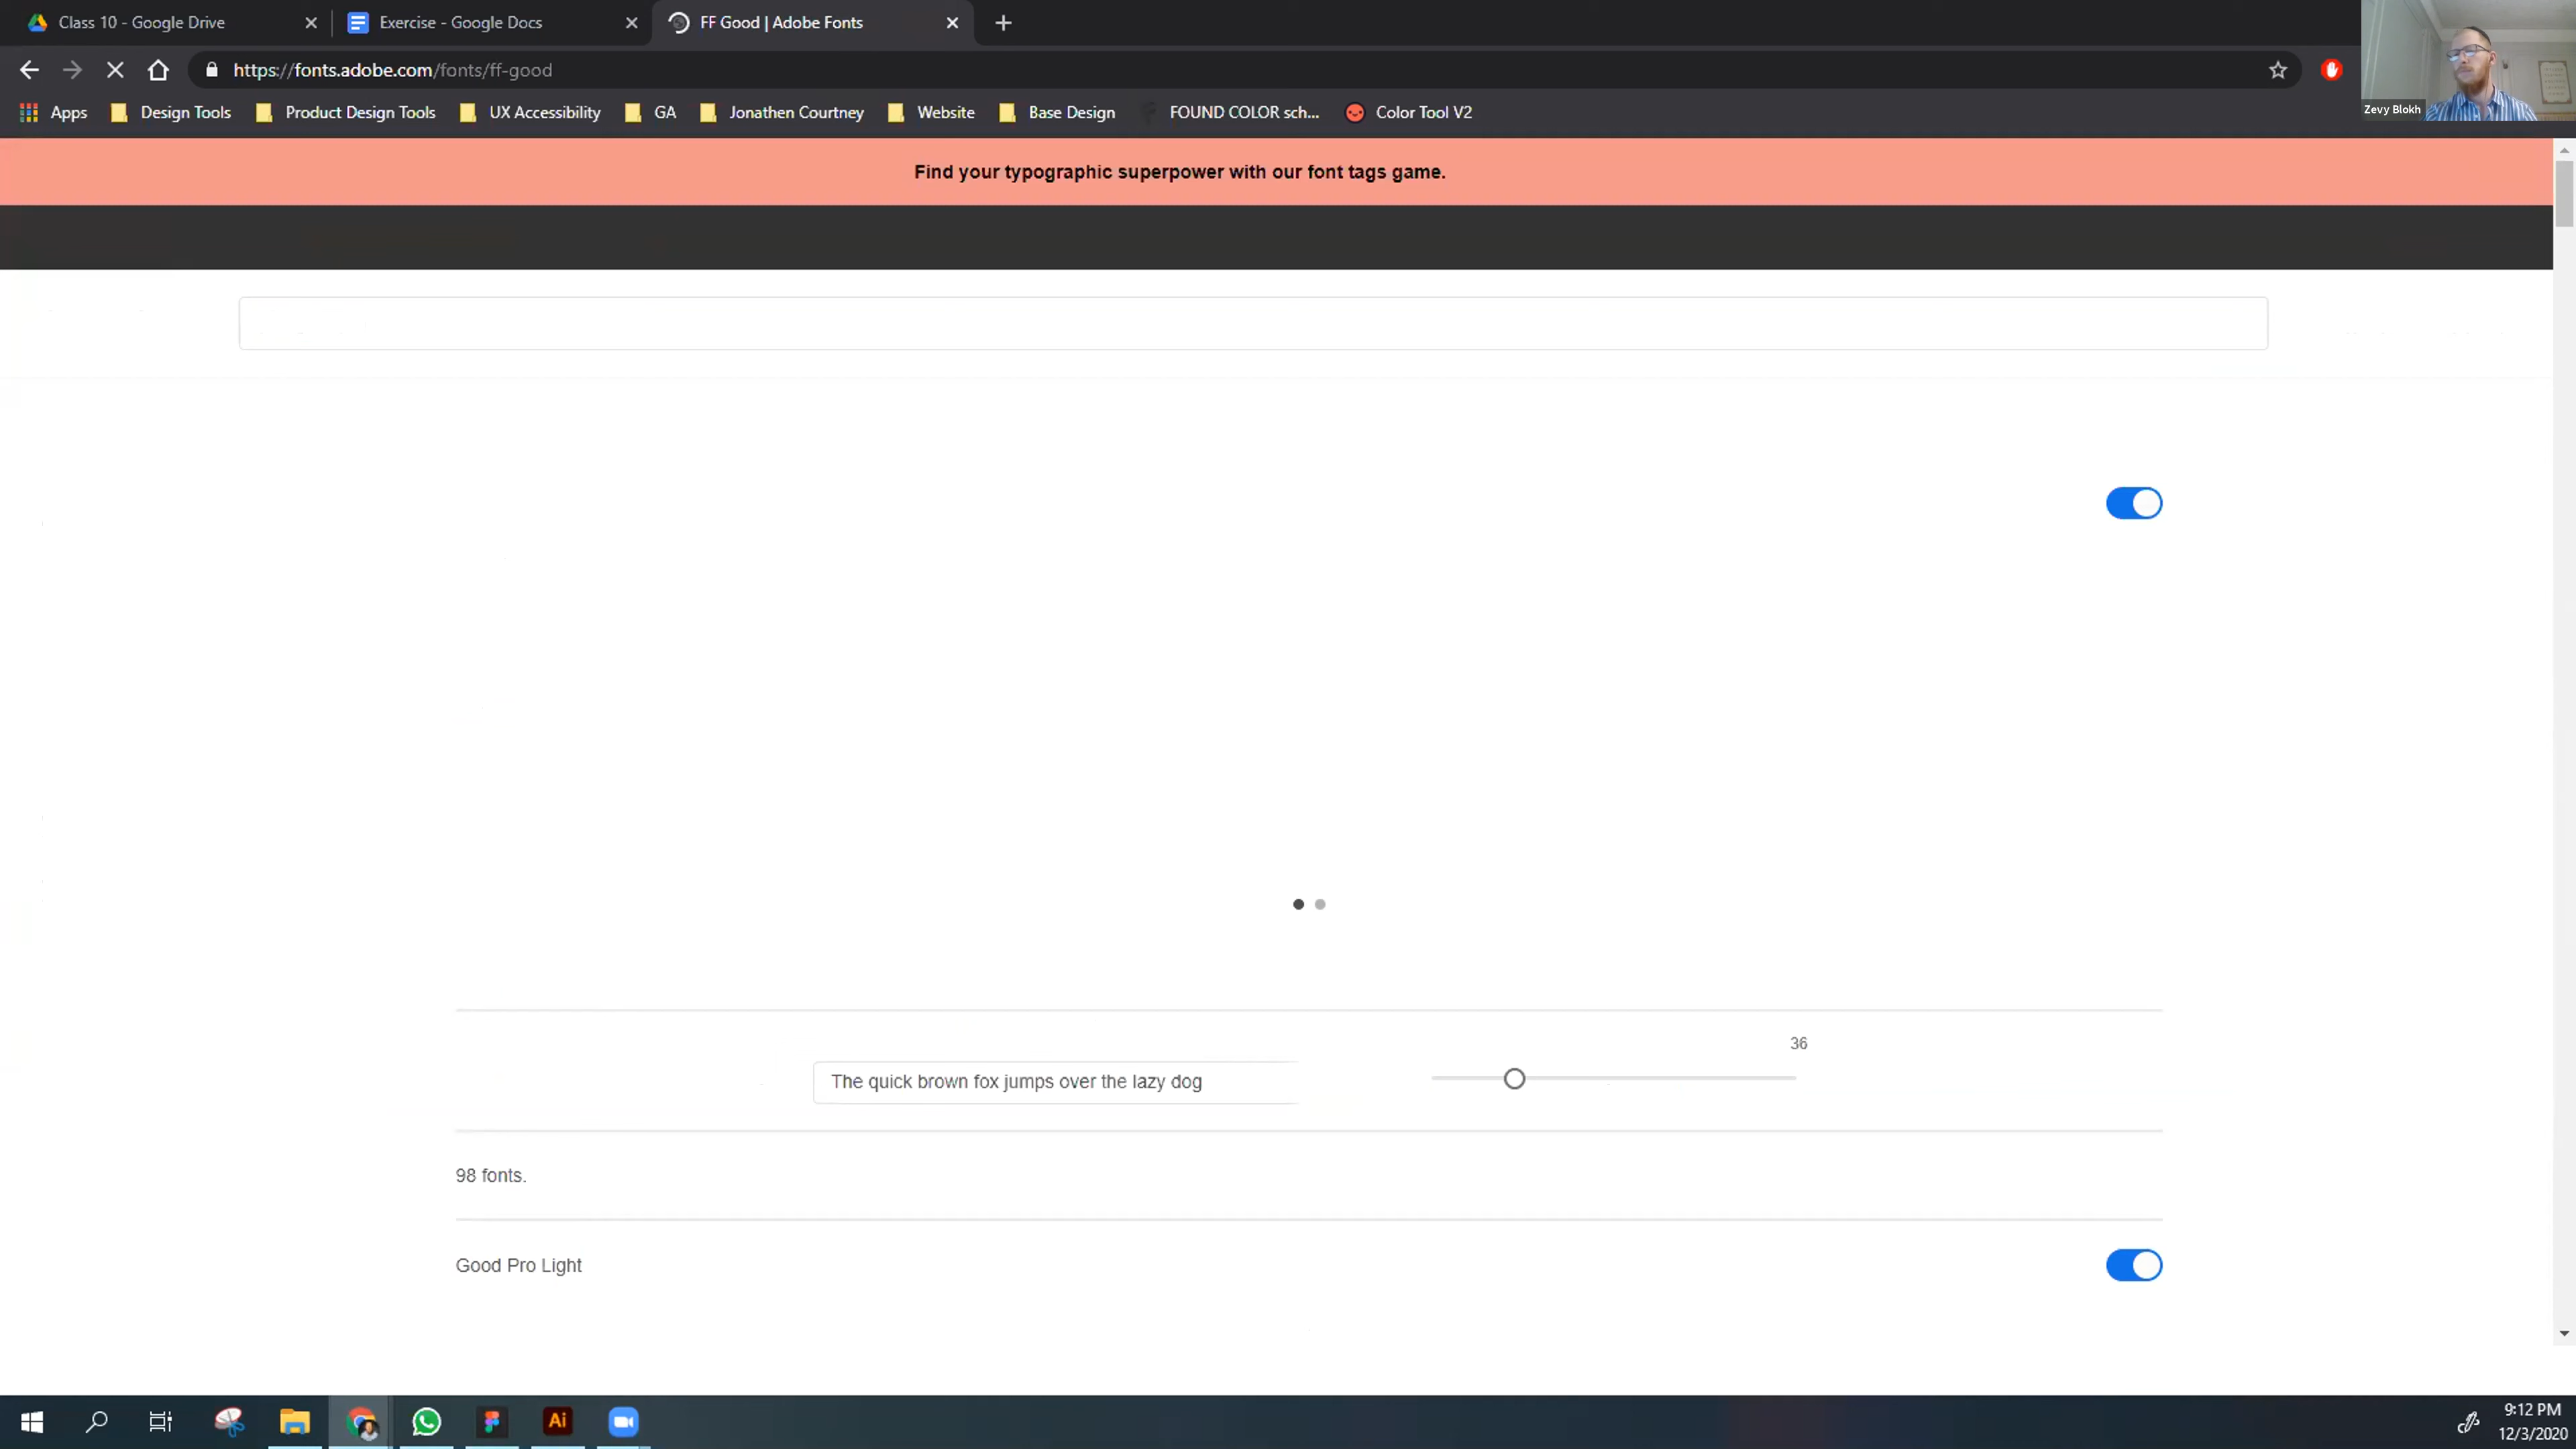 Class 10 - Google Drive
Exercise - Google Docs
FF Good | Adobe Fonts
https://fonts.adobe.com/fonts/ff-good
Apps
Design Tools
Product Design Tools
UX Accessibility
GA
Jonathen Courtney
Website
Base Design
FOUND COLOR sch...
Color Tool V2
Zevy Blokh
Find your typographic superpower with our font tags game.
36
The quick brown fox jumps over the lazy dog
98 fonts.
Good Pro Light
Ai
9:12 PM
12/3/2020